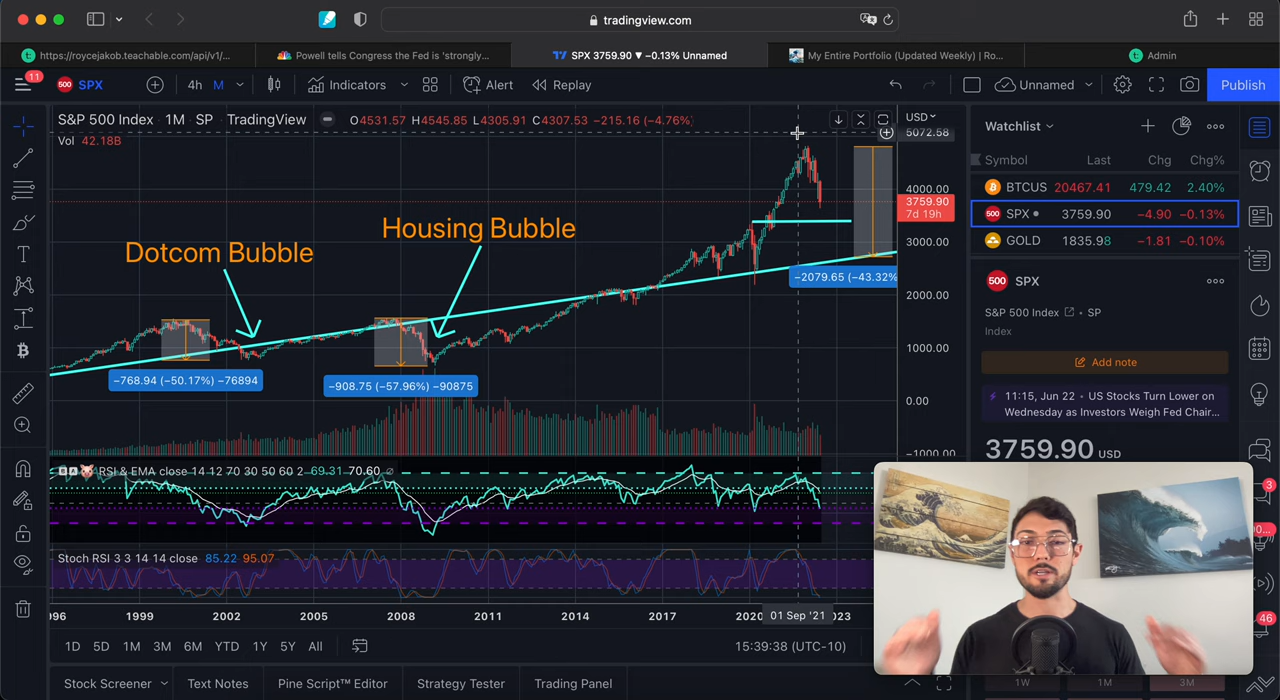 tradingview.com
https://roycejakob.teachable.com/api/v1/...
Powell tells Congress the Fed is 'strongly...
SPX 3759.90 ▼ −0.13% Unnamed
My Entire Portfolio (Updated Weekly) | Ro...
Admin
11
500 SPX
4h M
Indicators
Alert
Replay
Unnamed
Publish
S&P 500 Index · 1M · SP · TradingView
O4531.57 H4545.85 L4305.91 C4307.53 −215.16 (−4.76%)
Vol 42.18B
USD
5072.58
4000.00
3759.90
7d 19h
3000.00
2000.00
1000.00
0.00
−1000.00
Dotcom Bubble
Housing Bubble
−768.94 (−50.17%) −76894
−908.75 (−57.96%) −90875
−2079.65 (−43.32%
RSI & EMA close 14 12 70 30 50 60 2 69.31 70.60
Stoch RSI 3 3 14 14 close 85.22 95.07
96 1999 2002 2005 2008 2011 2014 2017 2020 01 Sep '21 023
1D 5D 1M 3M 6M YTD 1Y 5Y All
15:39:38 (UTC-10)
Stock Screener
Text Notes
Pine Script™ Editor
Strategy Tester
Trading Panel
Watchlist
Symbol Last Chg Chg%
BTCUS 20467.41 479.42 2.40%
500 SPX 3759.90 −4.90 −0.13%
GOLD 1835.98 −1.81 −0.10%
500 SPX
S&P 500 Index · SP
Index
Add note
11:15, Jun 22 · US Stocks Turn Lower on
Wednesday as Investors Weigh Fed Chair...
3759.90 USD
3
46
1W 1M 3M